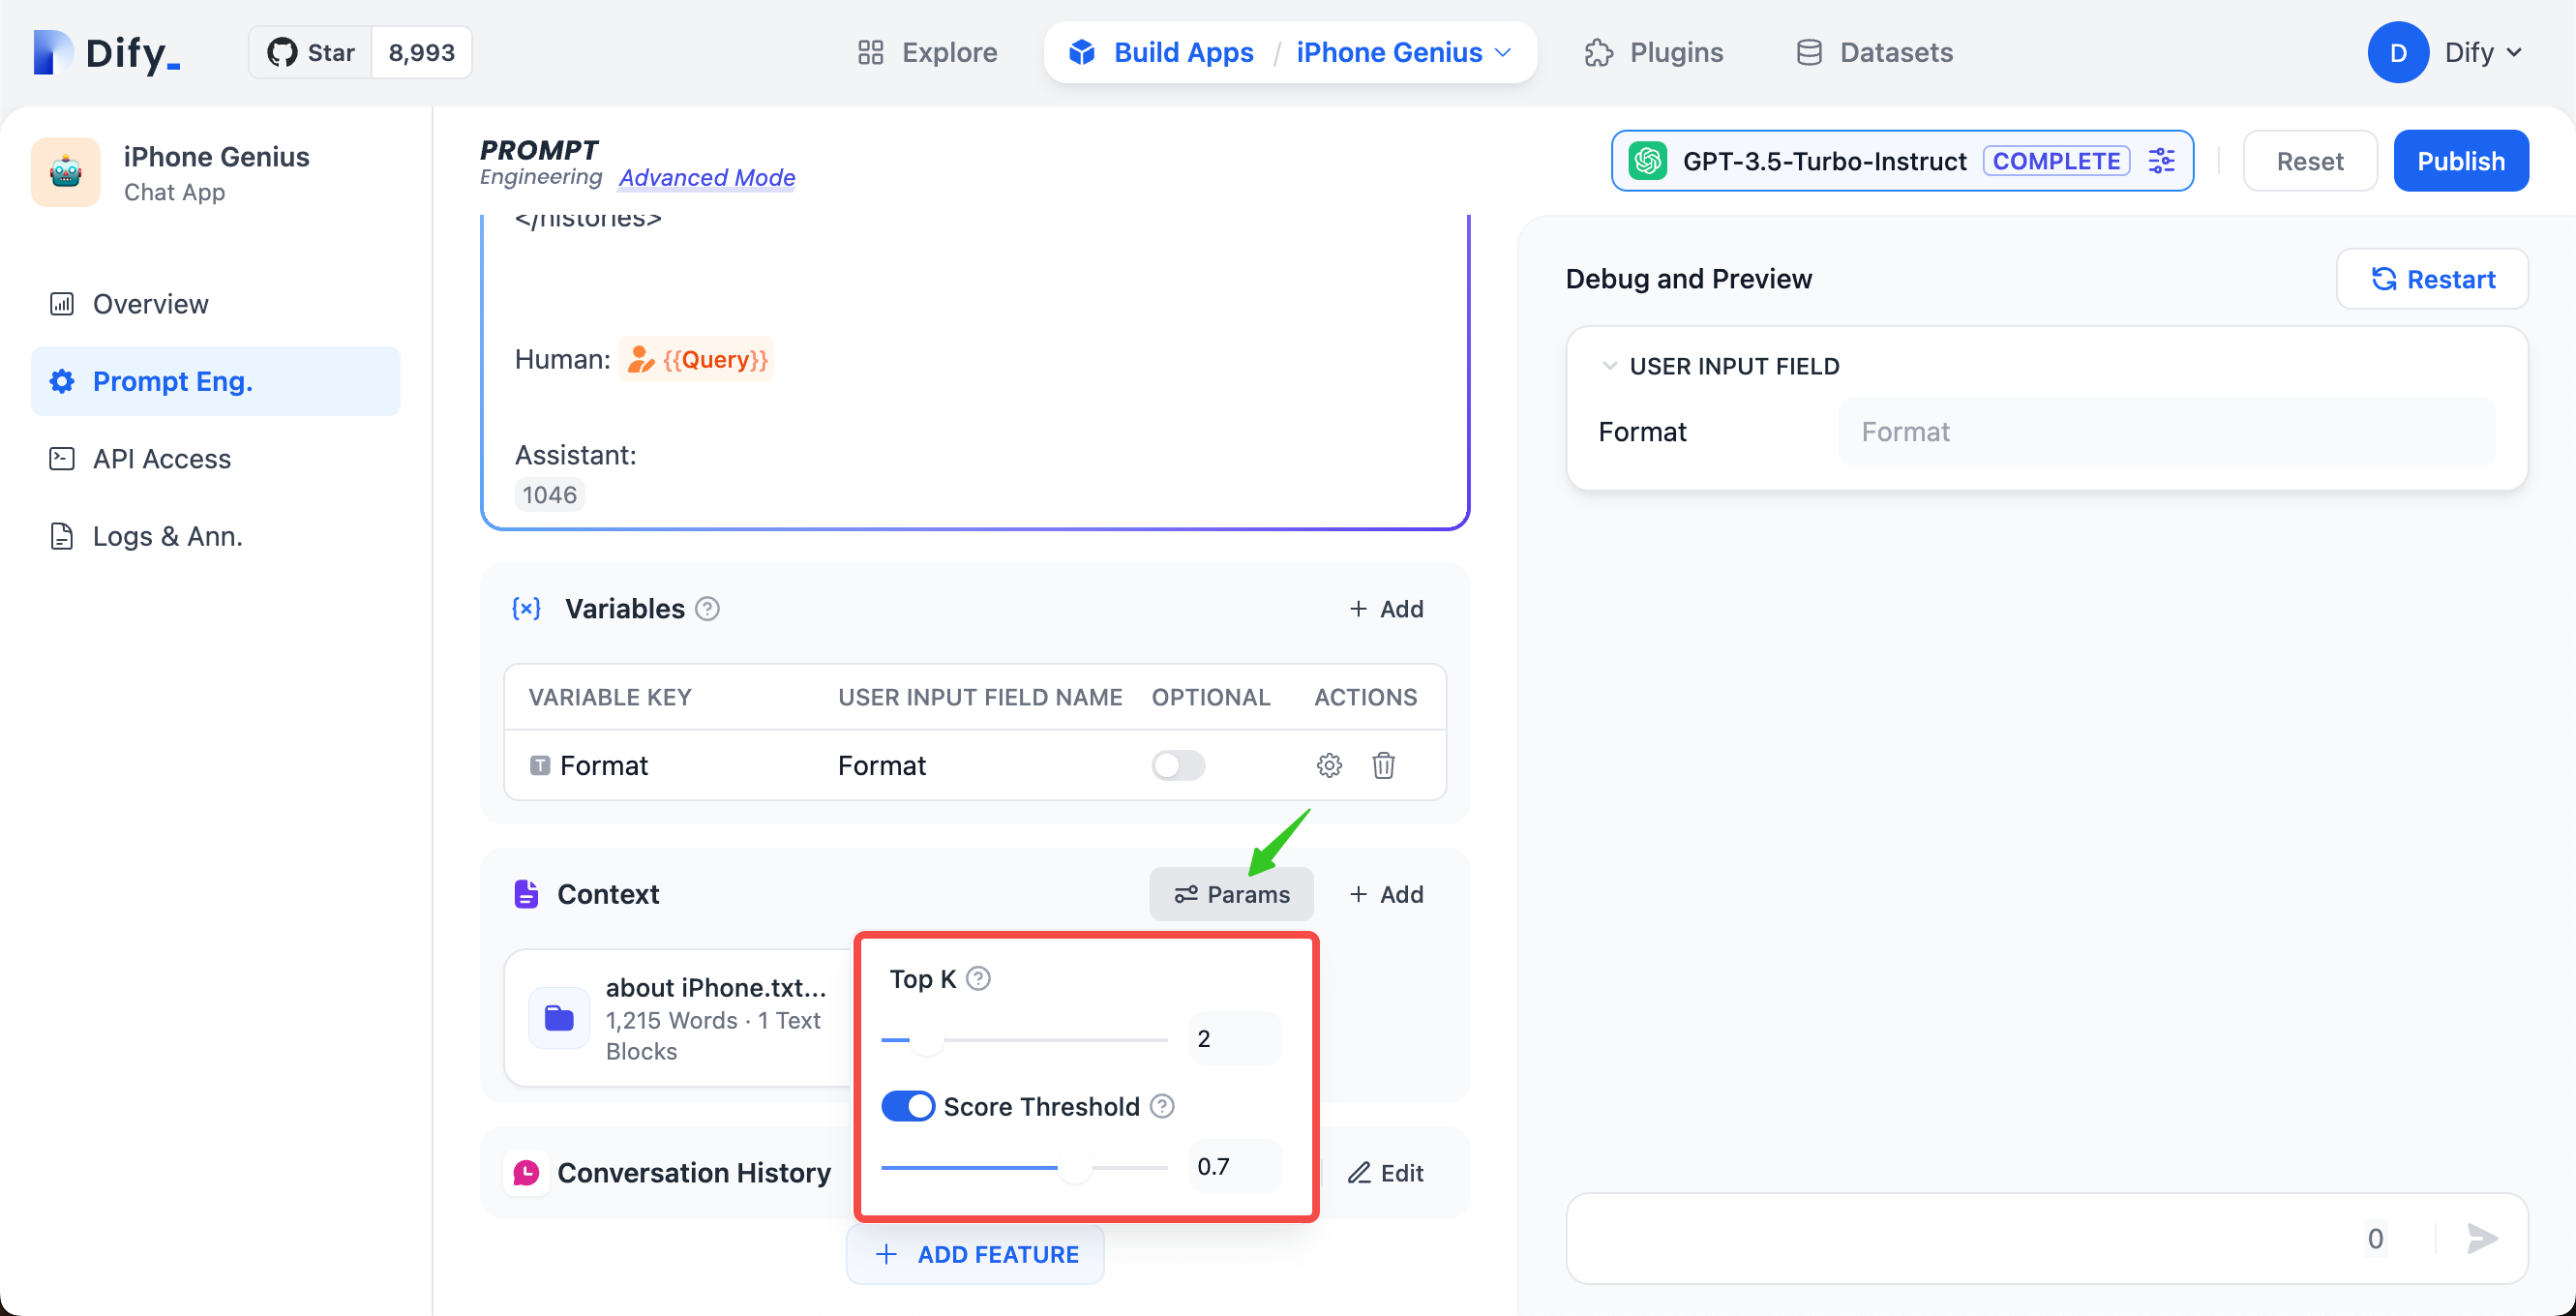 Dify_
Star 8,993
Explore
Build Apps / iPhone Genius
Plugins
Datasets
D Dify
iPhone Genius
Chat App
Overview
Prompt Eng.
API Access
Logs & Ann.
PROMPT
Engineering Advanced Mode
GPT-3.5-Turbo-Instruct COMPLETE
Reset
Publish
</histories>
Human: {{Query}}
Assistant:
1046
Variables
+ Add
VARIABLE KEY USER INPUT FIELD NAME OPTIONAL ACTIONS
T Format Format
Context
Params
+ Add
about iPhone.txt...
1,215 Words · 1 Text
Blocks
Top K
2
Score Threshold
0.7
Conversation History
Edit
+ ADD FEATURE
Debug and Preview
Restart
USER INPUT FIELD
Format Format
0